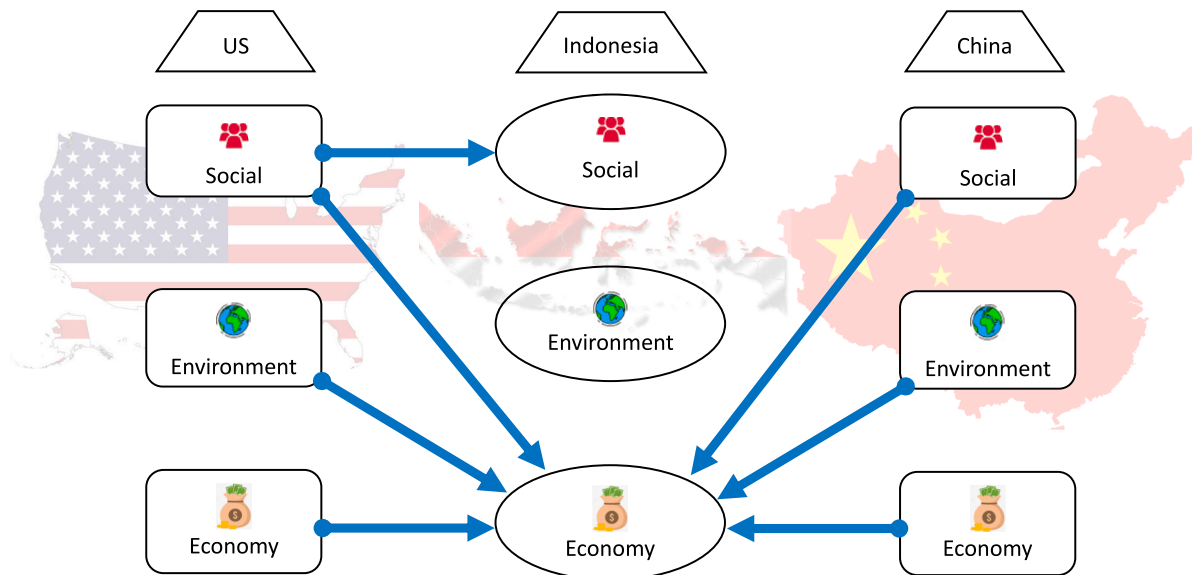 US
Indonesia
China
Social
Social
Social
Environment
Environment
Environment
Economy
Economy
Economy